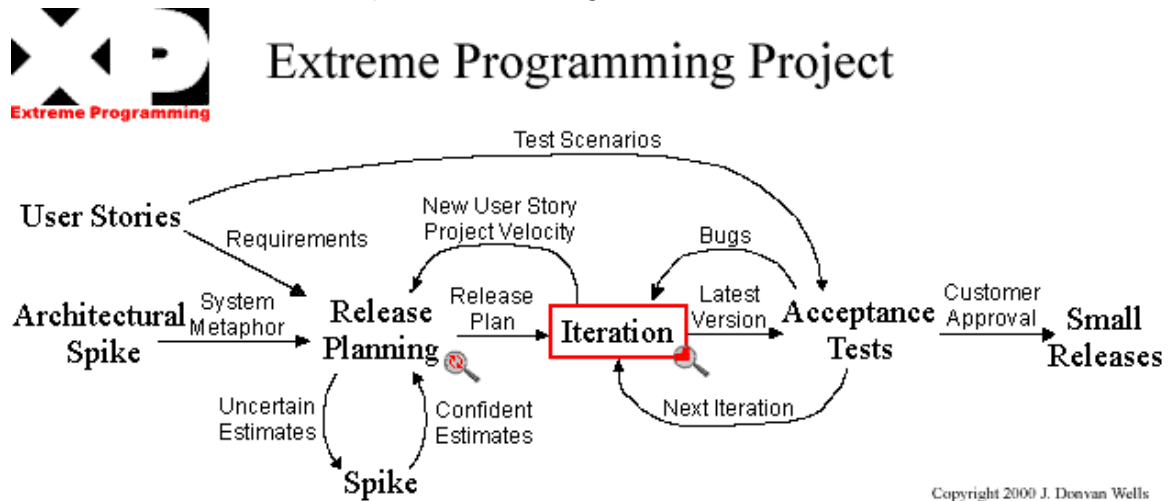 XP
Extreme Programming
Extreme Programming Project
Test Scenarios
User Stories
New User Story
Project Velocity
Requirements
Bugs
Architectural
Spike
System
Metaphor
Release
Planning
Release
Plan
Iteration
Latest
Version
Acceptance
Tests
Customer
Approval
Small
Releases
Uncertain
Estimates
Confident
Estimates
Next Iteration
Spike
Copyright 2000 J. Donvan Wells